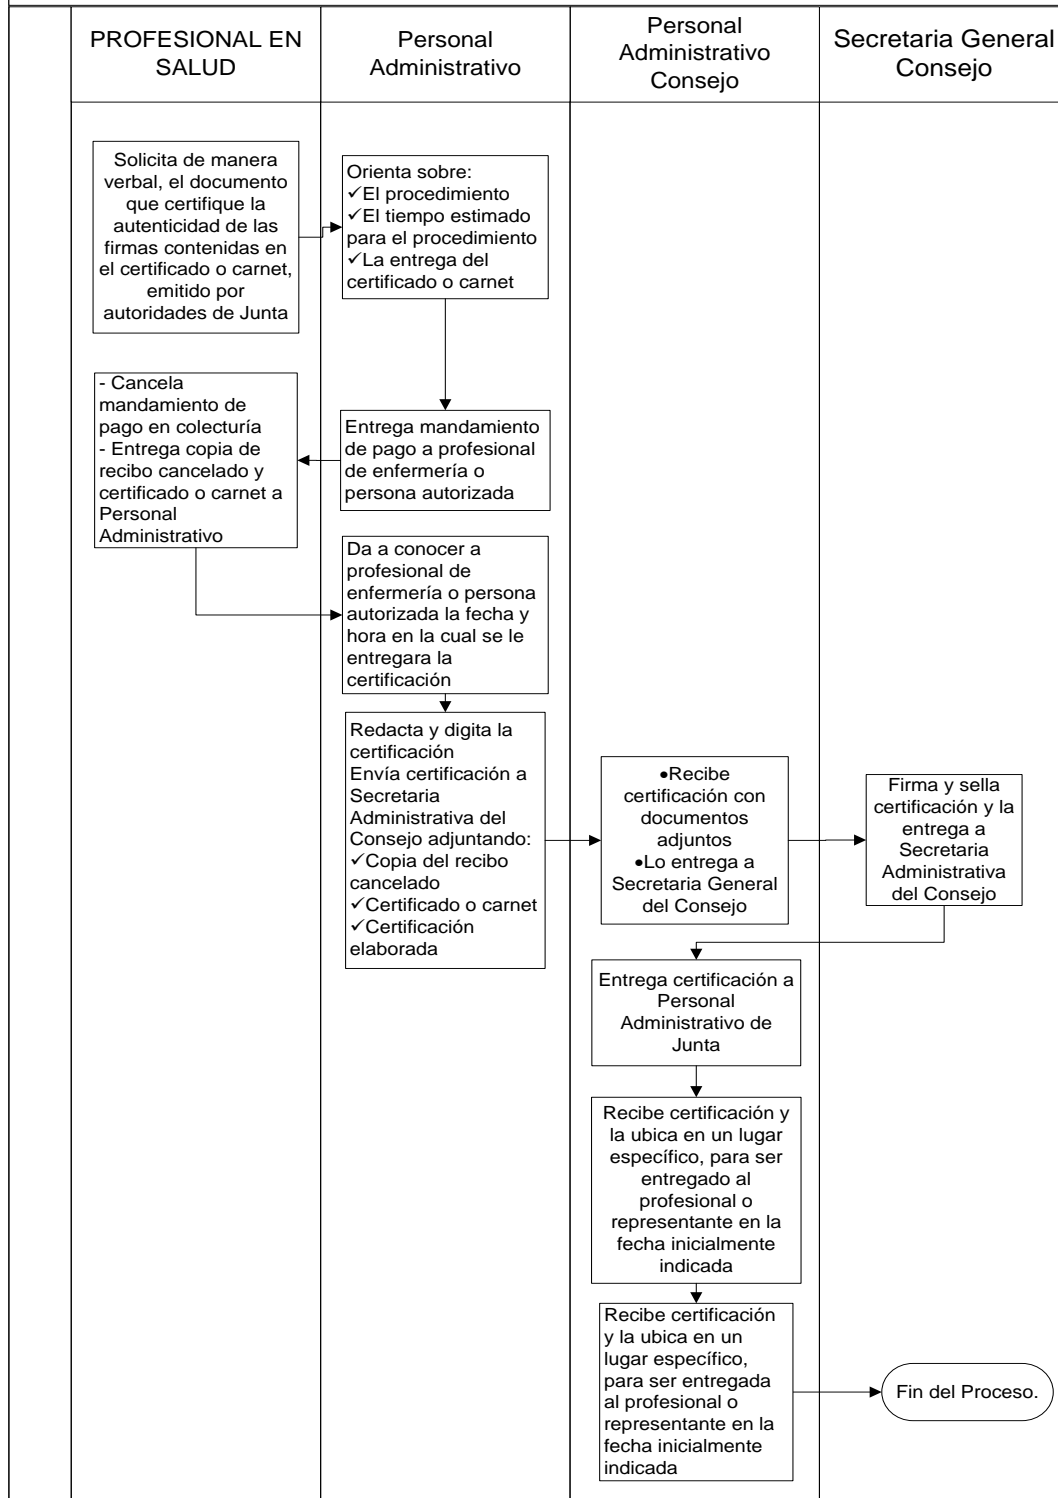 PROFESIONAL EN
SALUD
Personal
Administrativo
Personal
Administrativo
Consejo
Secretaria General
Consejo
Solicita de manera
verbal, el documento
que certifique la
autenticidad de las
firmas contenidas en
el certificado o carnet,
emitido por
autoridades de Junta
Orienta sobre:
✓El procedimiento
✓El tiempo estimado
para el procedimiento
✓La entrega del
certificado o carnet
- Cancela
mandamiento de
pago en colecturía
- Entrega copia de
recibo cancelado y
certificado o carnet a
Personal
Administrativo
Entrega mandamiento
de pago a profesional
de enfermería o
persona autorizada
Da a conocer a
profesional de
enfermería o persona
autorizada la fecha y
hora en la cual se le
entregara la
certificación
Redacta y digita la
certificación
Envía certificación a
Secretaria
Administrativa del
Consejo adjuntando:
✓Copia del recibo
cancelado
✓Certificado o carnet
✓Certificación
elaborada
•Recibe
certificación con
documentos
adjuntos
•Lo entrega a
Secretaria General
del Consejo
Firma y sella
certificación y la
entrega a
Secretaria
Administrativa
del Consejo
Entrega certificación a
Personal
Administrativo de
Junta
Recibe certificación y
la ubica en un lugar
específico, para ser
entregado al
profesional o
representante en la
fecha inicialmente
indicada
Recibe certificación
y la ubica en un
lugar específico,
para ser entregada
al profesional o
representante en la
fecha inicialmente
indicada
Fin del Proceso.